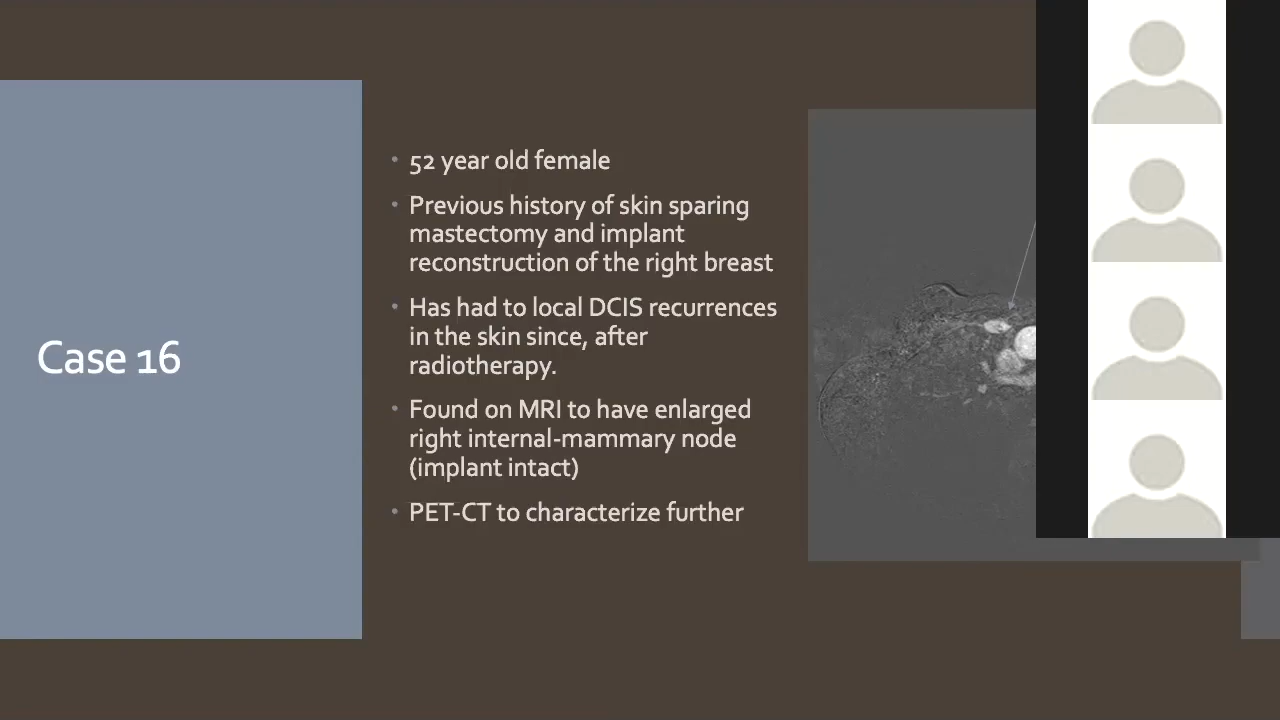 Case 16
52 year old female
Previous history of skin sparing
mastectomy and implant
reconstruction of the right breast
Has had to local DCIS recurrences
in the skin since, after
radiotherapy.
Found on MRI to have enlarged
right internal-mammary node
(implant intact)
PET-CT to characterize further